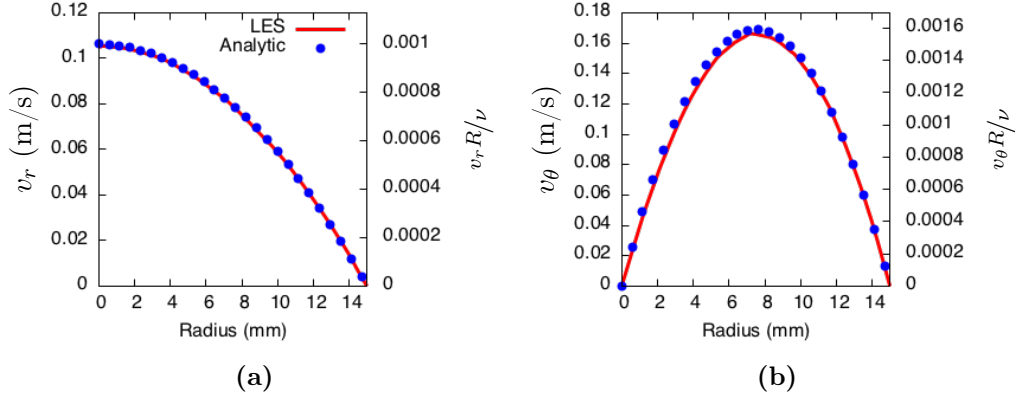 LES
Analytic
0.12
0.1
0.08
0.06
0.04
0.02
0
v_r (m/s)
0.001
0.0008
0.0006
0.0004
0.0002
0
v_r R/ν
0 2 4 6 8 10 12 14
Radius (mm)
(a)
0.18
0.16
0.14
0.12
0.1
0.08
0.06
0.04
0.02
0.00
v_θ (m/s)
0.0016
0.0014
0.0012
0.001
0.0008
0.0006
0.0004
0.0002
0
v_θ R/ν
0 2 4 6 8 10 12 14
Radius (mm)
(b)